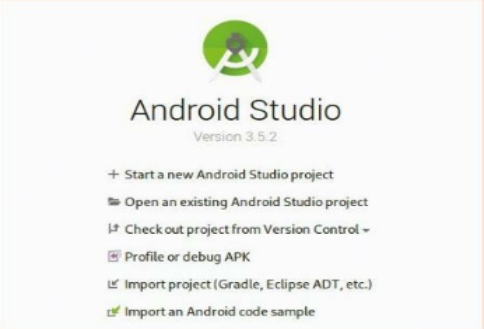 Android Studio
Version 3.5.2
Start a new Android Studio project
Open an existing Android Studio project
Check out project from Version Control
Profile or debug APK
Import project (Gradle, Eclipse ADT, etc.)
Import an Android code sample